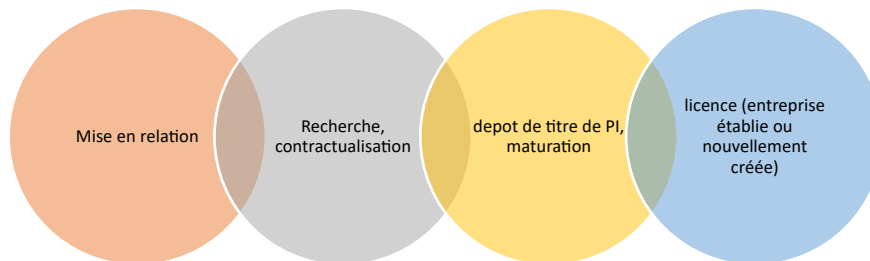 Mise en relation
Recherche,
contractualisation
depot de titre de PI,
maturation
licence (entreprise
établie ou
nouvellement
créée)